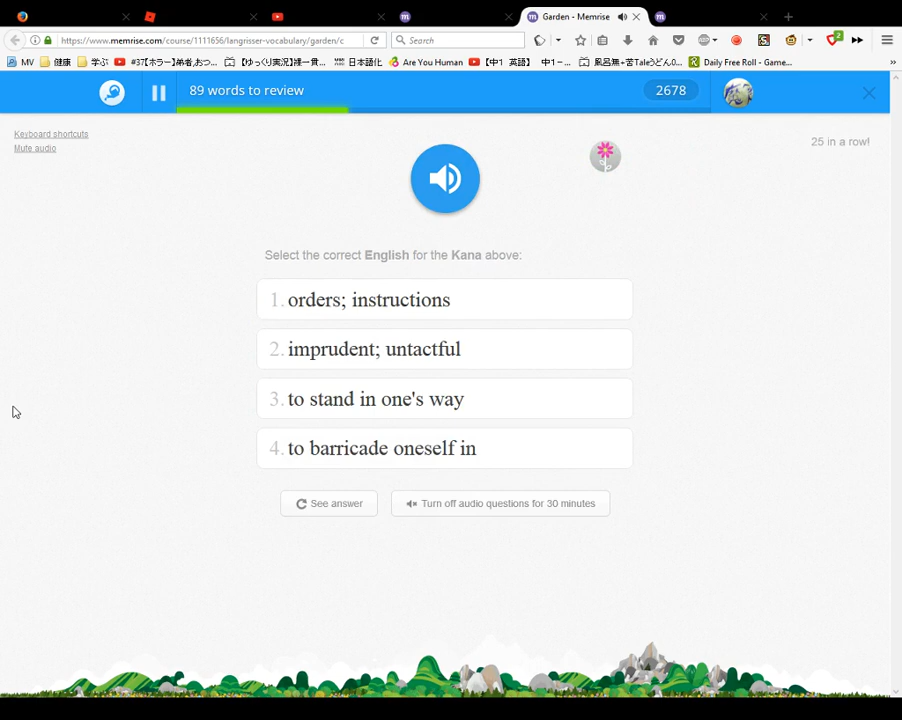 Garden - Memrise
https://www.memrise.com/course/1111656/langrisser-vocabulary/garden/c
Search
2
MV
健康
学ぶ
日本語化
Are You Human
【中1 英語】 中1－...
Daily Free Roll - Game...
89 words to review
2678
Keyboard shortcuts
Mute audio
25 in a row!
Select the correct English for the Kana above:
1. orders; instructions
2. imprudent; untactful
3. to stand in one's way
4. to barricade oneself in
See answer
Turn off audio questions for 30 minutes